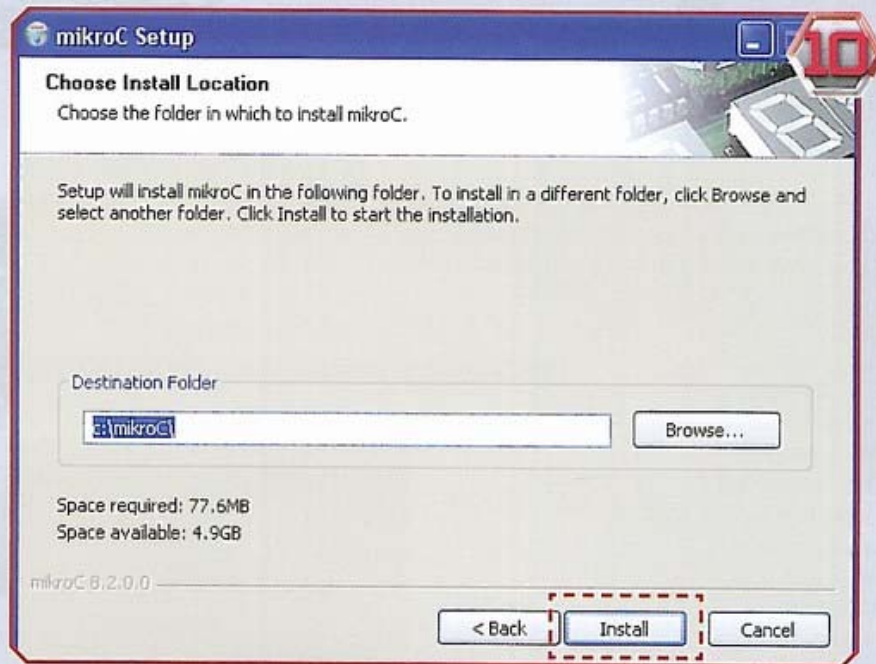 mikroC Setup
10
Choose Install Location
Choose the folder in which to install mikroC.
Setup will install mikroC in the following folder. To install in a different folder, click Browse and
select another folder. Click Install to start the installation.
Destination Folder
c:\mikroC\
Browse...
Space required: 77.6MB
Space available: 4.9GB
mikroC 8.2.0.0
< Back
Install
Cancel